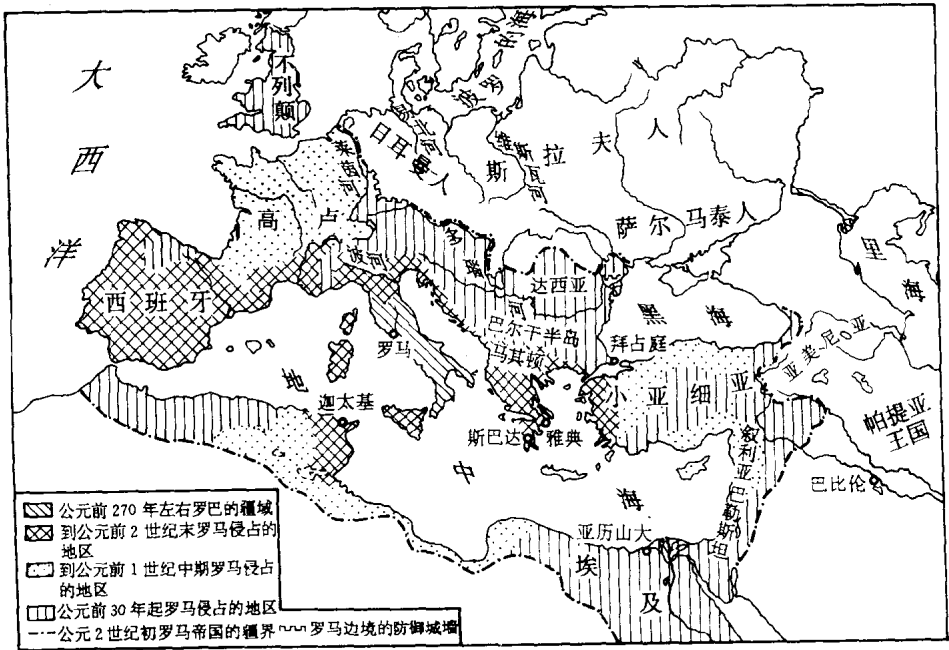 大西洋
不列颠
波罗的海
日耳曼人
易北河
维斯瓦河
斯拉夫人
莱茵河
高卢
萨尔马泰人
里海
多瑙河
波河
达西亚
西班牙
黑海
亚美尼亚
罗马
巴尔干半岛
马其顿
拜占庭
小亚细亚
帕提亚
王国
地中海
迦太基
斯巴达
雅典
叙利亚
巴勒斯坦
巴比伦
亚历山大
埃及
公元前270年左右罗巴的疆域
到公元前2世纪末罗马侵占的
地区
到公元前1世纪中期罗马侵占
的地区
公元前30年起罗马侵占的地区
公元2世纪初罗马帝国的疆界
罗马边境的防御城墙